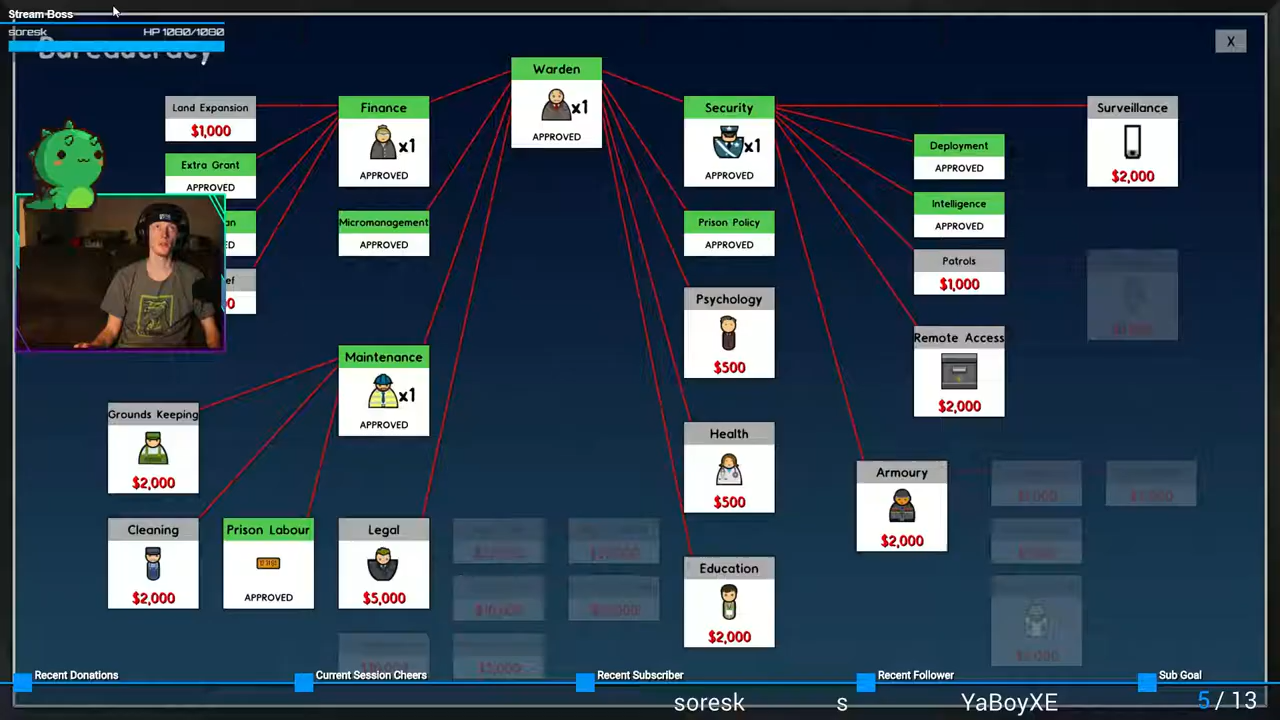 Stream Boss
soresk HP 1080/1080
Bureaucracy
X
Warden
x1
APPROVED
Land Expansion
$1,000
Finance
x1
APPROVED
Security
x1
APPROVED
Surveillance
$2,000
Extra Grant
APPROVED
Deployment
APPROVED
Micromanagement
APPROVED
Prison Policy
APPROVED
Intelligence
APPROVED
Patrols
$1,000
Psychology
$500
Remote Access
$2,000
Maintenance
x1
APPROVED
Grounds Keeping
$2,000
Health
$500
Armoury
$2,000
Cleaning
$2,000
Prison Labour
APPROVED
Legal
$5,000
Education
$2,000
Recent Donations
Current Session Cheers
Recent Subscriber
Recent Follower
Sub Goal
soresk s YaBoyXE 5 / 13